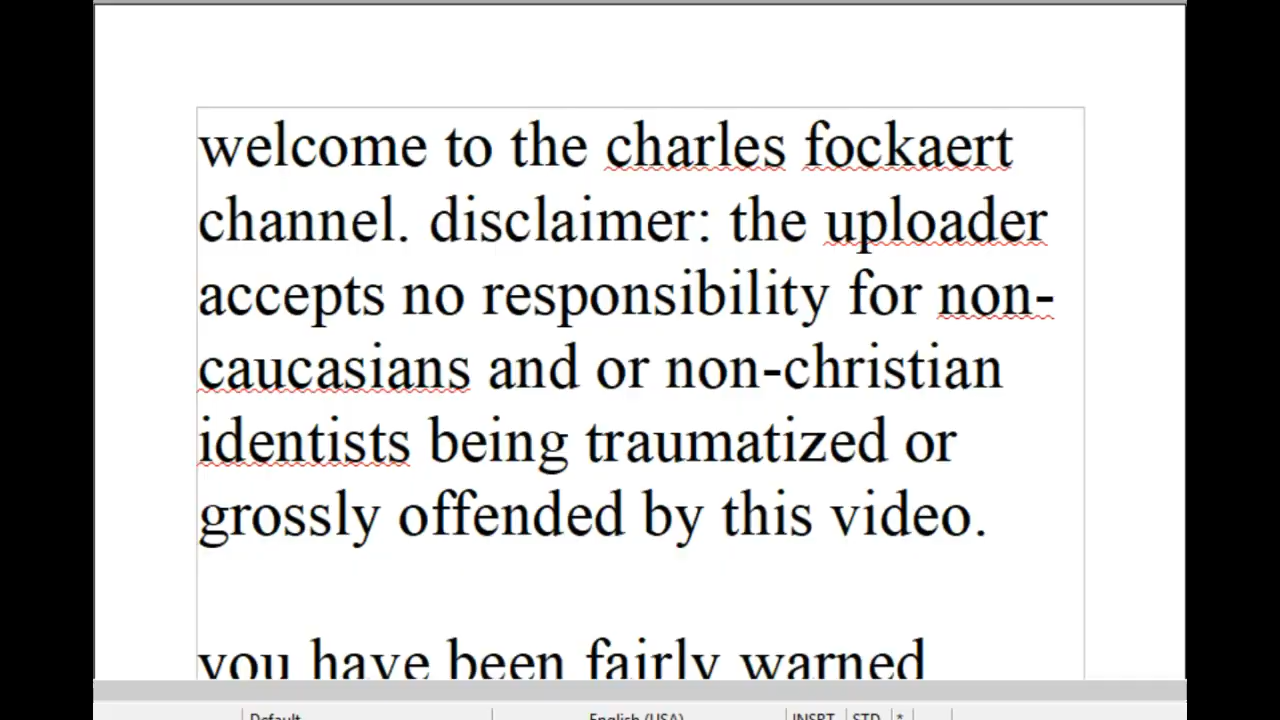 welcome to the charles fockaert
channel. disclaimer: the uploader
accepts no responsibility for non-
caucasians and or non-christian
identists being traumatized or
grossly offended by this video.
you have been fairly warned
Default English (USA) INSRT STD *